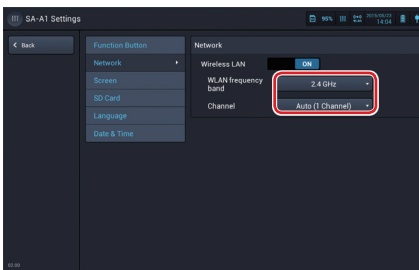 SA-A1 Settings
95%
2015/08/23
14:04
Back
Function Button
Network
Screen
SD Card
Language
Date & Time
Network
Wireless LAN
ON
WLAN frequency
band
2.4 GHz
Channel
Auto (1 Channel)